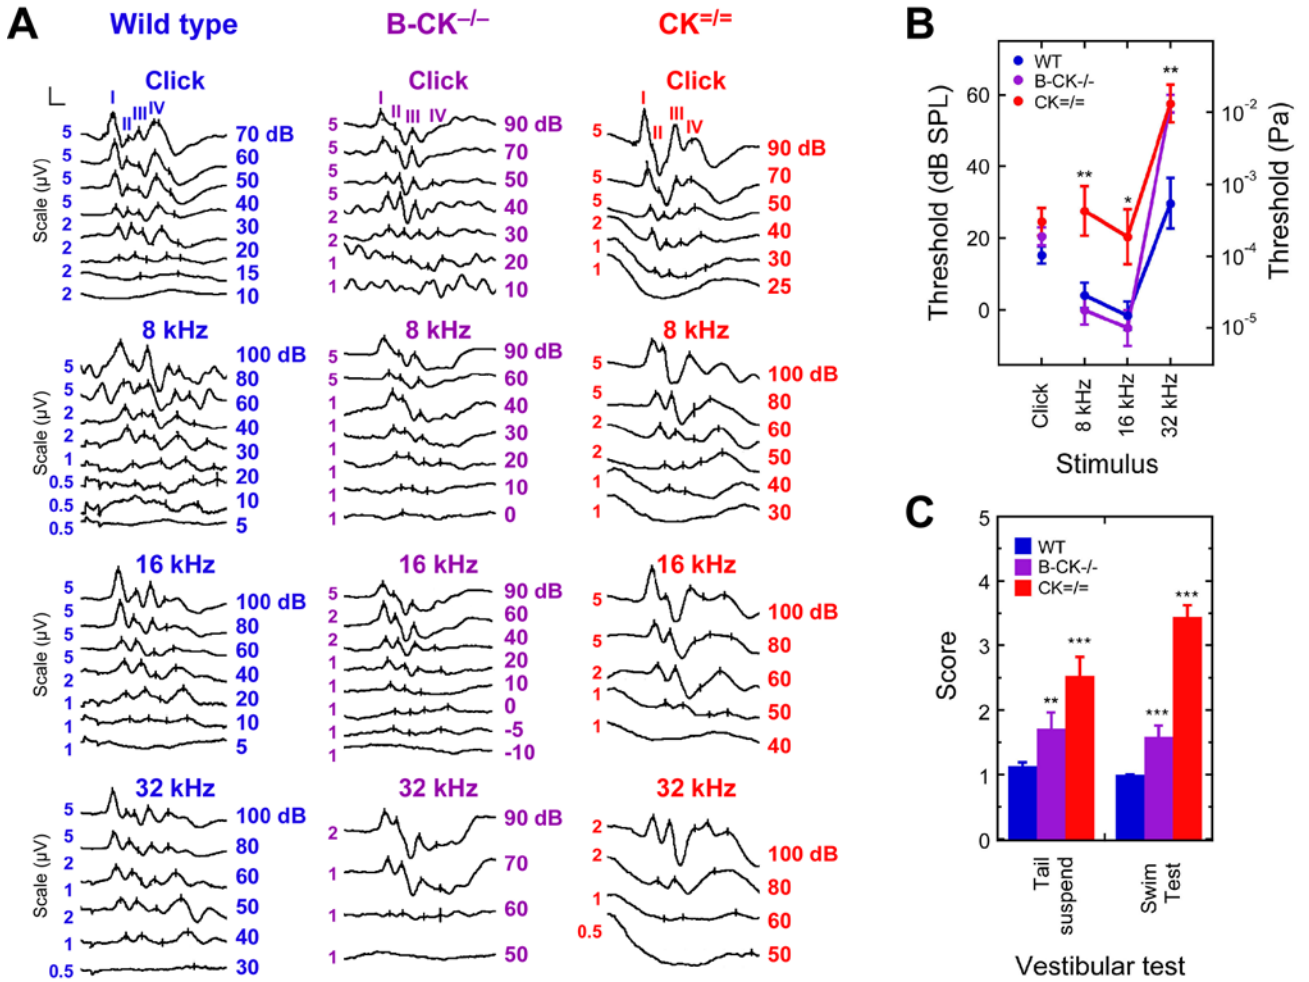 A
Wild type
B-CK–/–
CK=/=
Click
I
II
III
IV
Scale (µV)
5
5
5
5
2
2
2
2
70 dB
60
50
40
30
20
15
10
Click
I
II
III
IV
5
5
5
2
2
1
1
90 dB
70
50
40
30
20
10
Click
I
II
III
IV
5
5
5
2
1
1
90 dB
70
50
40
30
25
8 kHz
Scale (µV)
5
5
2
2
1
0.5
0.5
0.5
100 dB
80
60
40
30
20
10
5
8 kHz
5
5
1
1
1
1
1
90 dB
60
40
30
20
10
0
8 kHz
5
5
2
2
1
1
100 dB
80
60
50
40
30
16 kHz
Scale (µV)
5
5
5
2
1
1
1
100 dB
80
60
40
20
10
5
16 kHz
5
2
2
1
1
1
1
1
90 dB
60
40
20
10
0
-5
-10
16 kHz
5
5
2
1
1
100 dB
80
60
50
40
32 kHz
Scale (µV)
5
5
2
1
2
1
0.5
100 dB
80
60
50
40
30
32 kHz
2
1
1
1
90 dB
70
60
50
32 kHz
2
2
1
0.5
100 dB
80
60
50
B
WT
B-CK-/-
CK=/=
**
*
**
Threshold (dB SPL)
60
40
20
0
Threshold (Pa)
10-2
10-3
10-4
10-5
Click
8 kHz
16 kHz
32 kHz
Stimulus
C
WT
B-CK-/-
CK=/=
**
***
***
***
Score
5
4
3
2
1
0
Tail
suspend
Swim
Test
Vestibular test